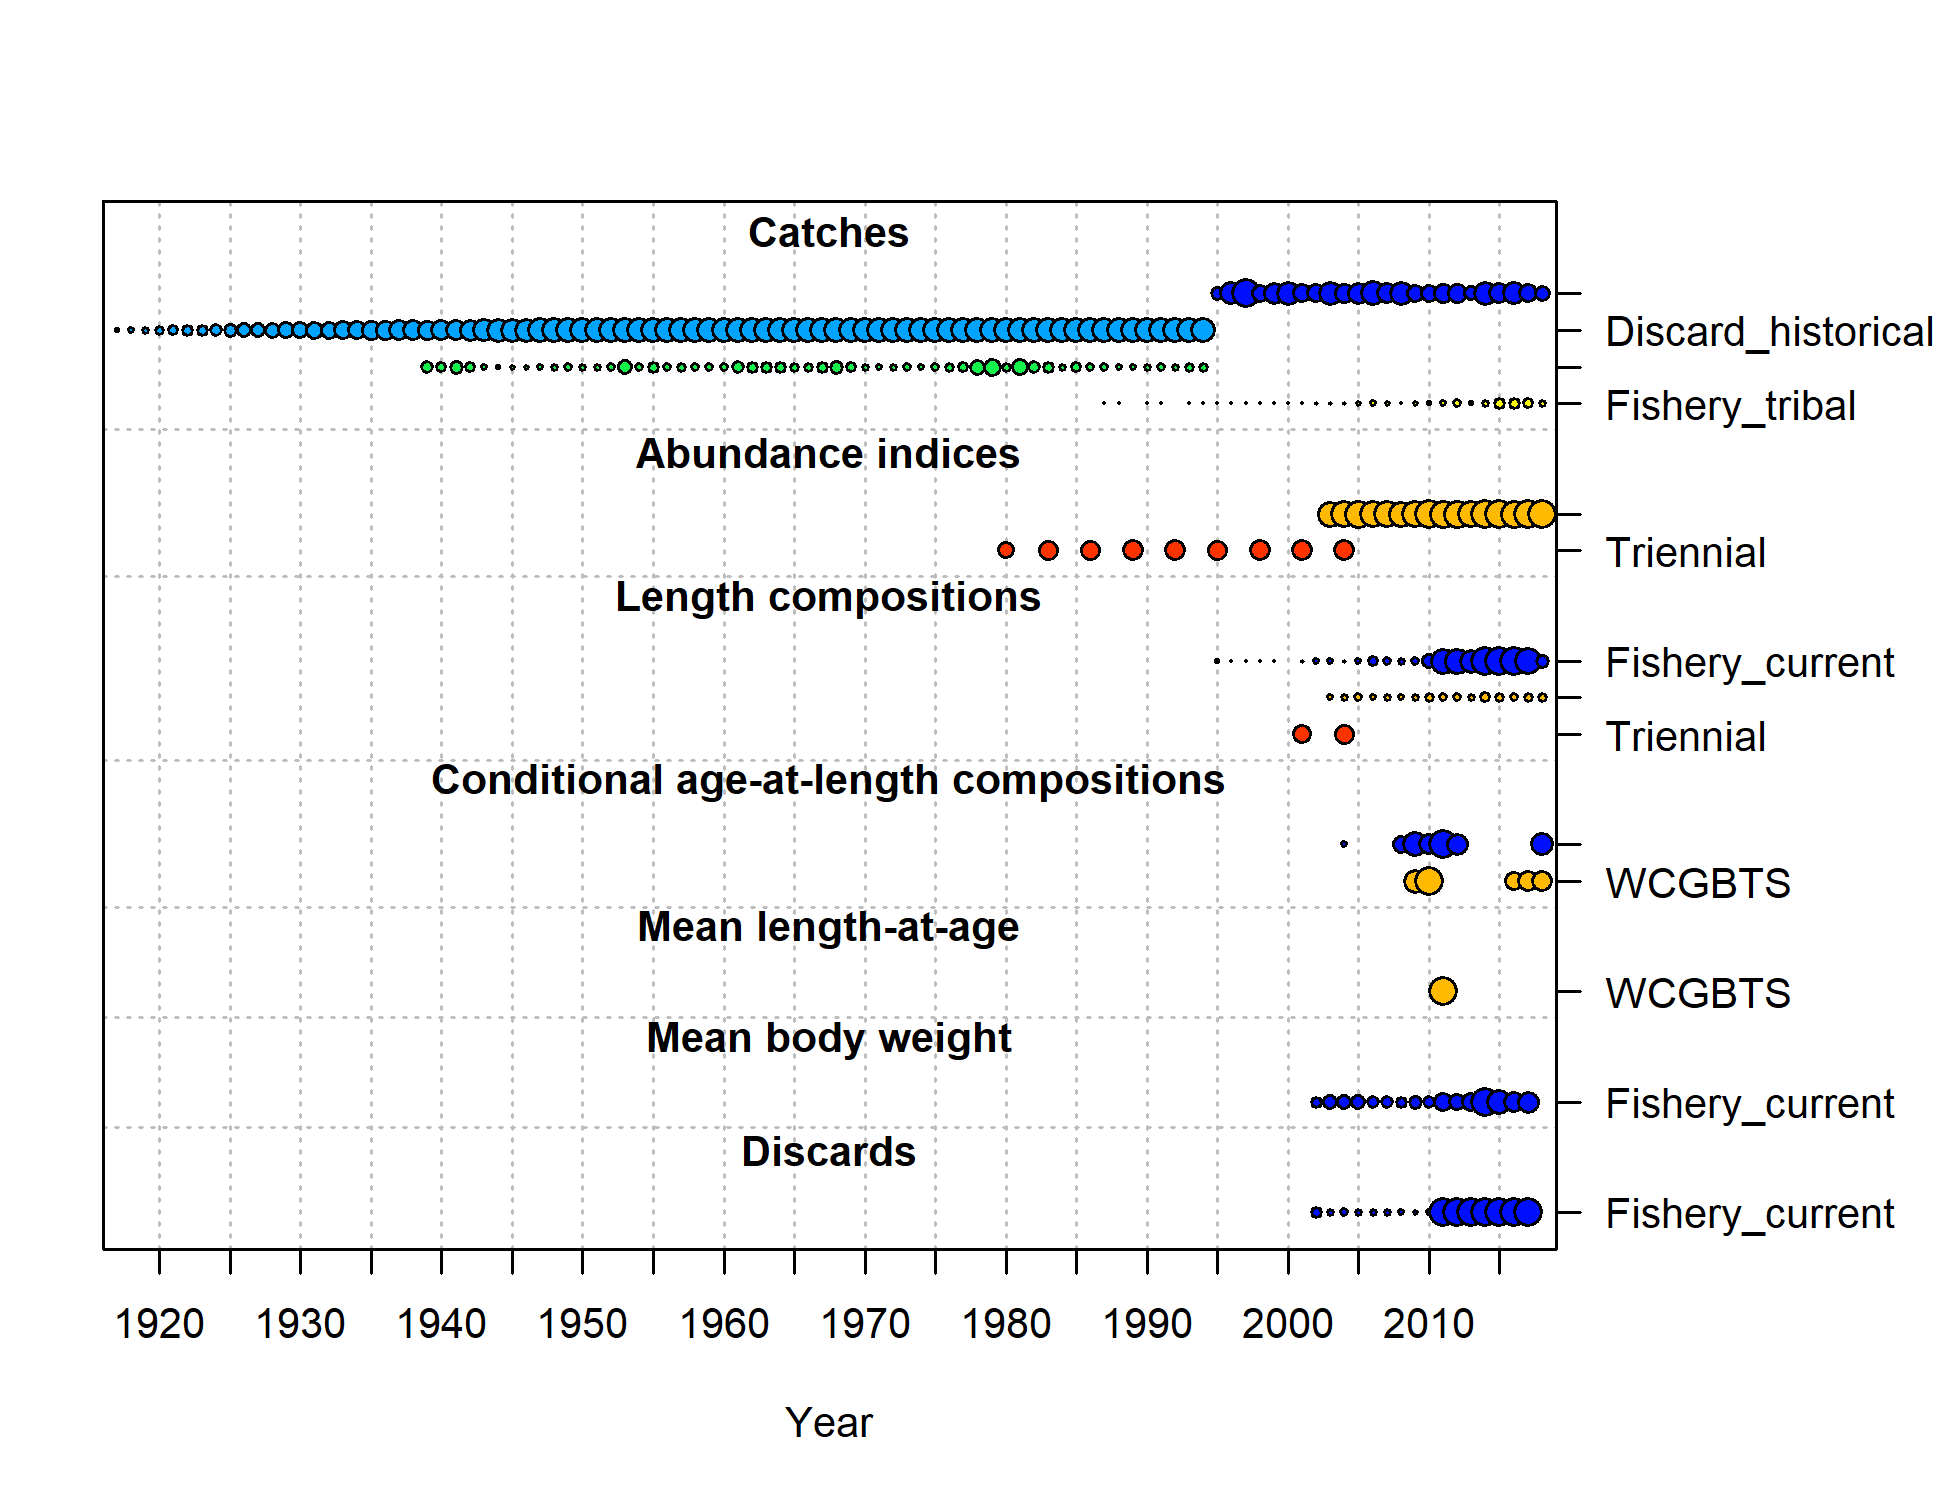 Catches
Discard_historical
Fishery_tribal
Abundance indices
Triennial
Length compositions
Fishery_current
Triennial
Conditional age-at-length compositions
WCGBTS
Mean length-at-age
WCGBTS
Mean body weight
Fishery_current
Discards
Fishery_current
1920 1930 1940 1950 1960 1970 1980 1990 2000 2010
Year